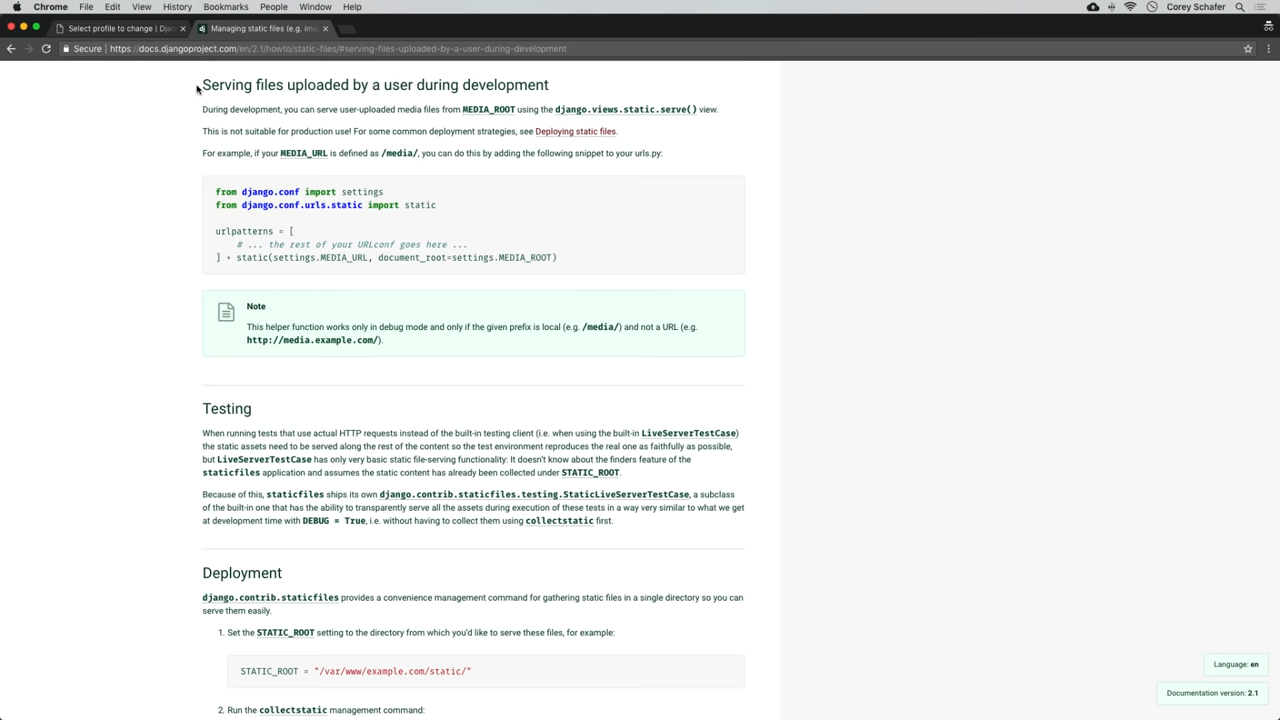 Chrome File Edit View History Bookmarks People Window Help Corey Schafer
Select profile to change | Dj
Managing static files (e.g. ima
Secure | https://docs.djangoproject.com/en/2.1/howto/static-files/#serving-files-uploaded-by-a-user-during-development
Serving files uploaded by a user during development
During development, you can serve user-uploaded media files from MEDIA_ROOT using the django.views.static.serve() view.
This is not suitable for production use! For some common deployment strategies, see Deploying static files.
For example, if your MEDIA_URL is defined as /media/, you can do this by adding the following snippet to your urls.py:
from django.conf import settings
from django.conf.urls.static import static
urlpatterns = [
# ... the rest of your URLconf goes here ...
] + static(settings.MEDIA_URL, document_root=settings.MEDIA_ROOT)
Note
This helper function works only in debug mode and only if the given prefix is local (e.g. /media/) and not a URL (e.g.
http://media.example.com/).
Testing
When running tests that use actual HTTP requests instead of the built-in testing client (i.e. when using the built-in LiveServerTestCase)
the static assets need to be served along the rest of the content so the test environment reproduces the real one as faithfully as possible,
but LiveServerTestCase has only very basic static file-serving functionality: It doesn't know about the finders feature of the
staticfiles application and assumes the static content has already been collected under STATIC_ROOT.
Because of this, staticfiles ships its own django.contrib.staticfiles.testing.StaticLiveServerTestCase, a subclass
of the built-in one that has the ability to transparently serve all the assets during execution of these tests in a way very similar to what we get
at development time with DEBUG = True, i.e. without having to collect them using collectstatic first.
Deployment
django.contrib.staticfiles provides a convenience management command for gathering static files in a single directory so you can
serve them easily.
1. Set the STATIC_ROOT setting to the directory from which you'd like to serve these files, for example:
STATIC_ROOT = "/var/www/example.com/static/"
2. Run the collectstatic management command:
Language: en
Documentation version: 2.1